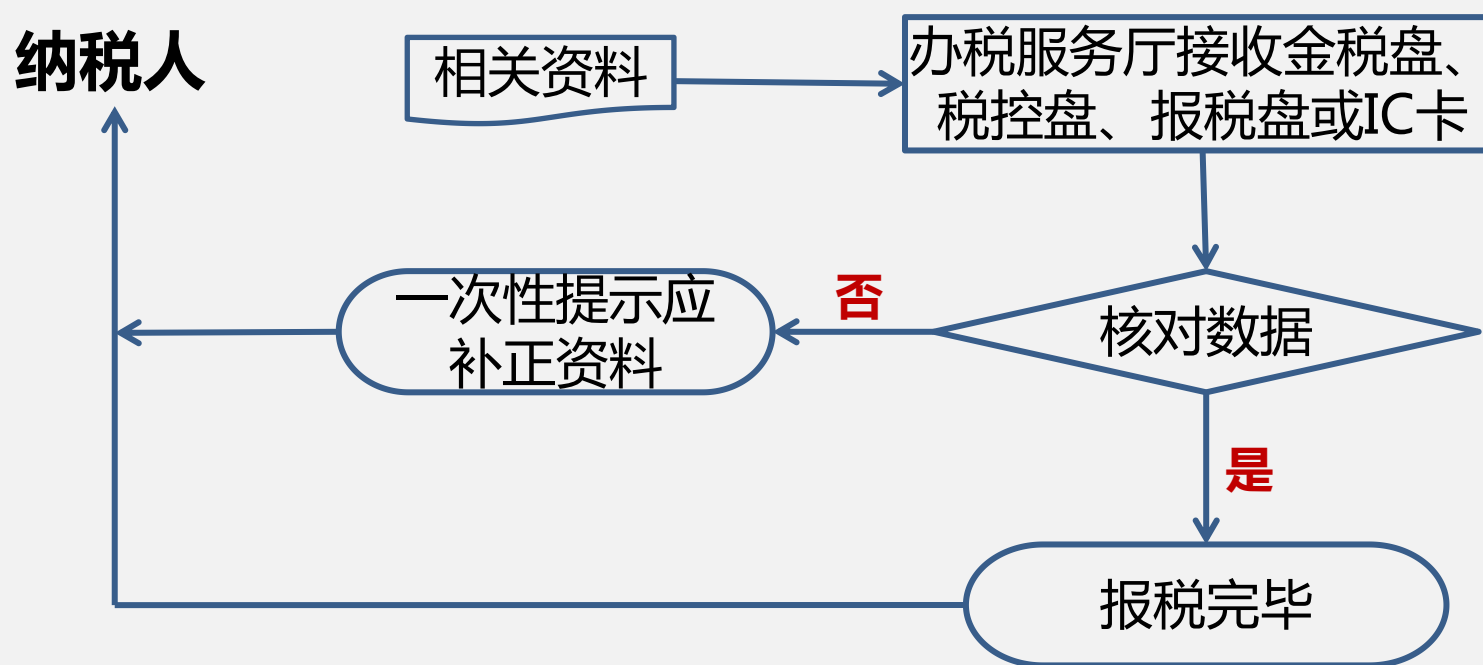 纳税人
相关资料
办税服务厅接收金税盘、
税控盘、报税盘或IC卡
一次性提示应
补正资料
否
核对数据
是
报税完毕